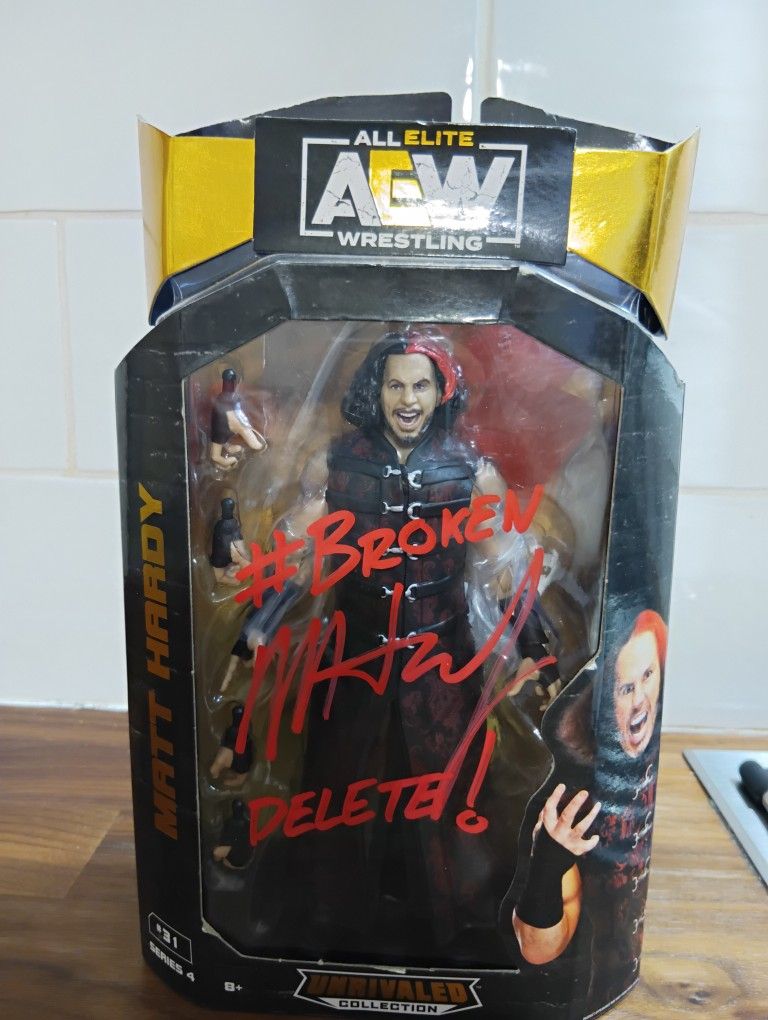 ALL ELITE
AEW
WRESTLING
MATT HARDY
#BROKEN
DELETE!
#31
SERIES 4
8+
UNRIVALED
COLLECTION